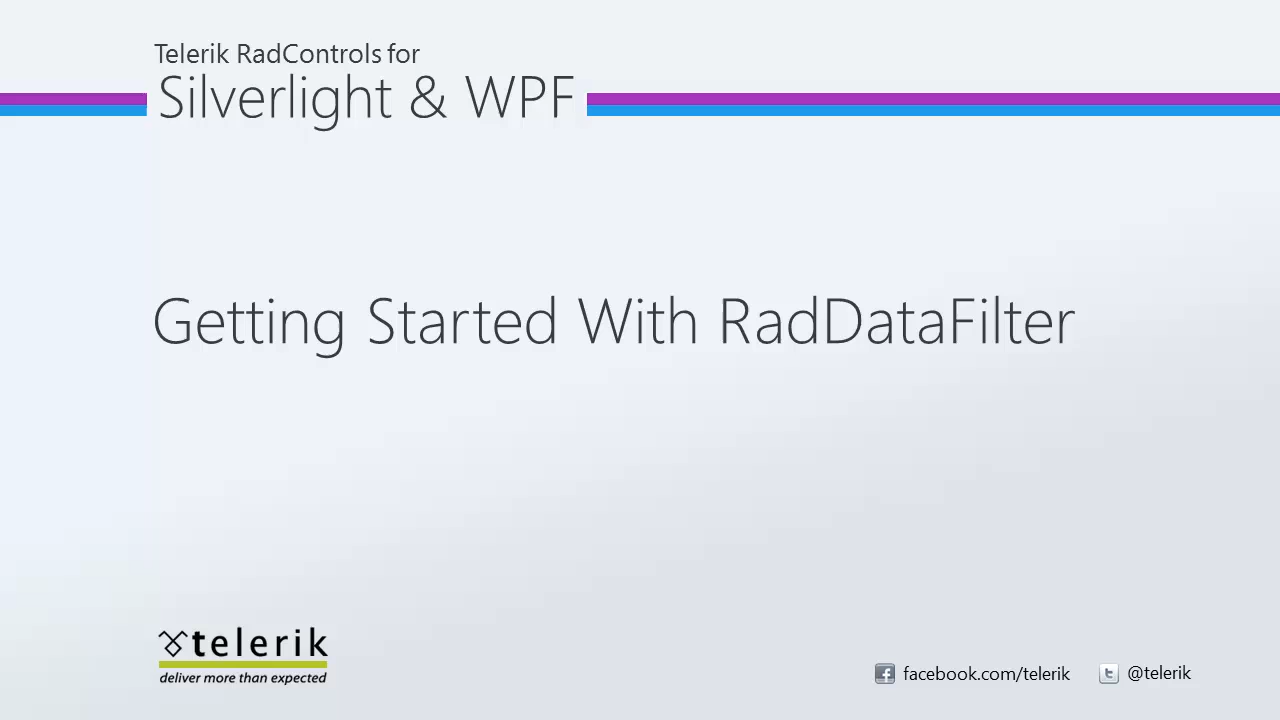 Telerik RadControls for
Silverlight & WPF
Getting Started With RadDataFilter
telerik
deliver more than expected
facebook.com/telerik
@telerik